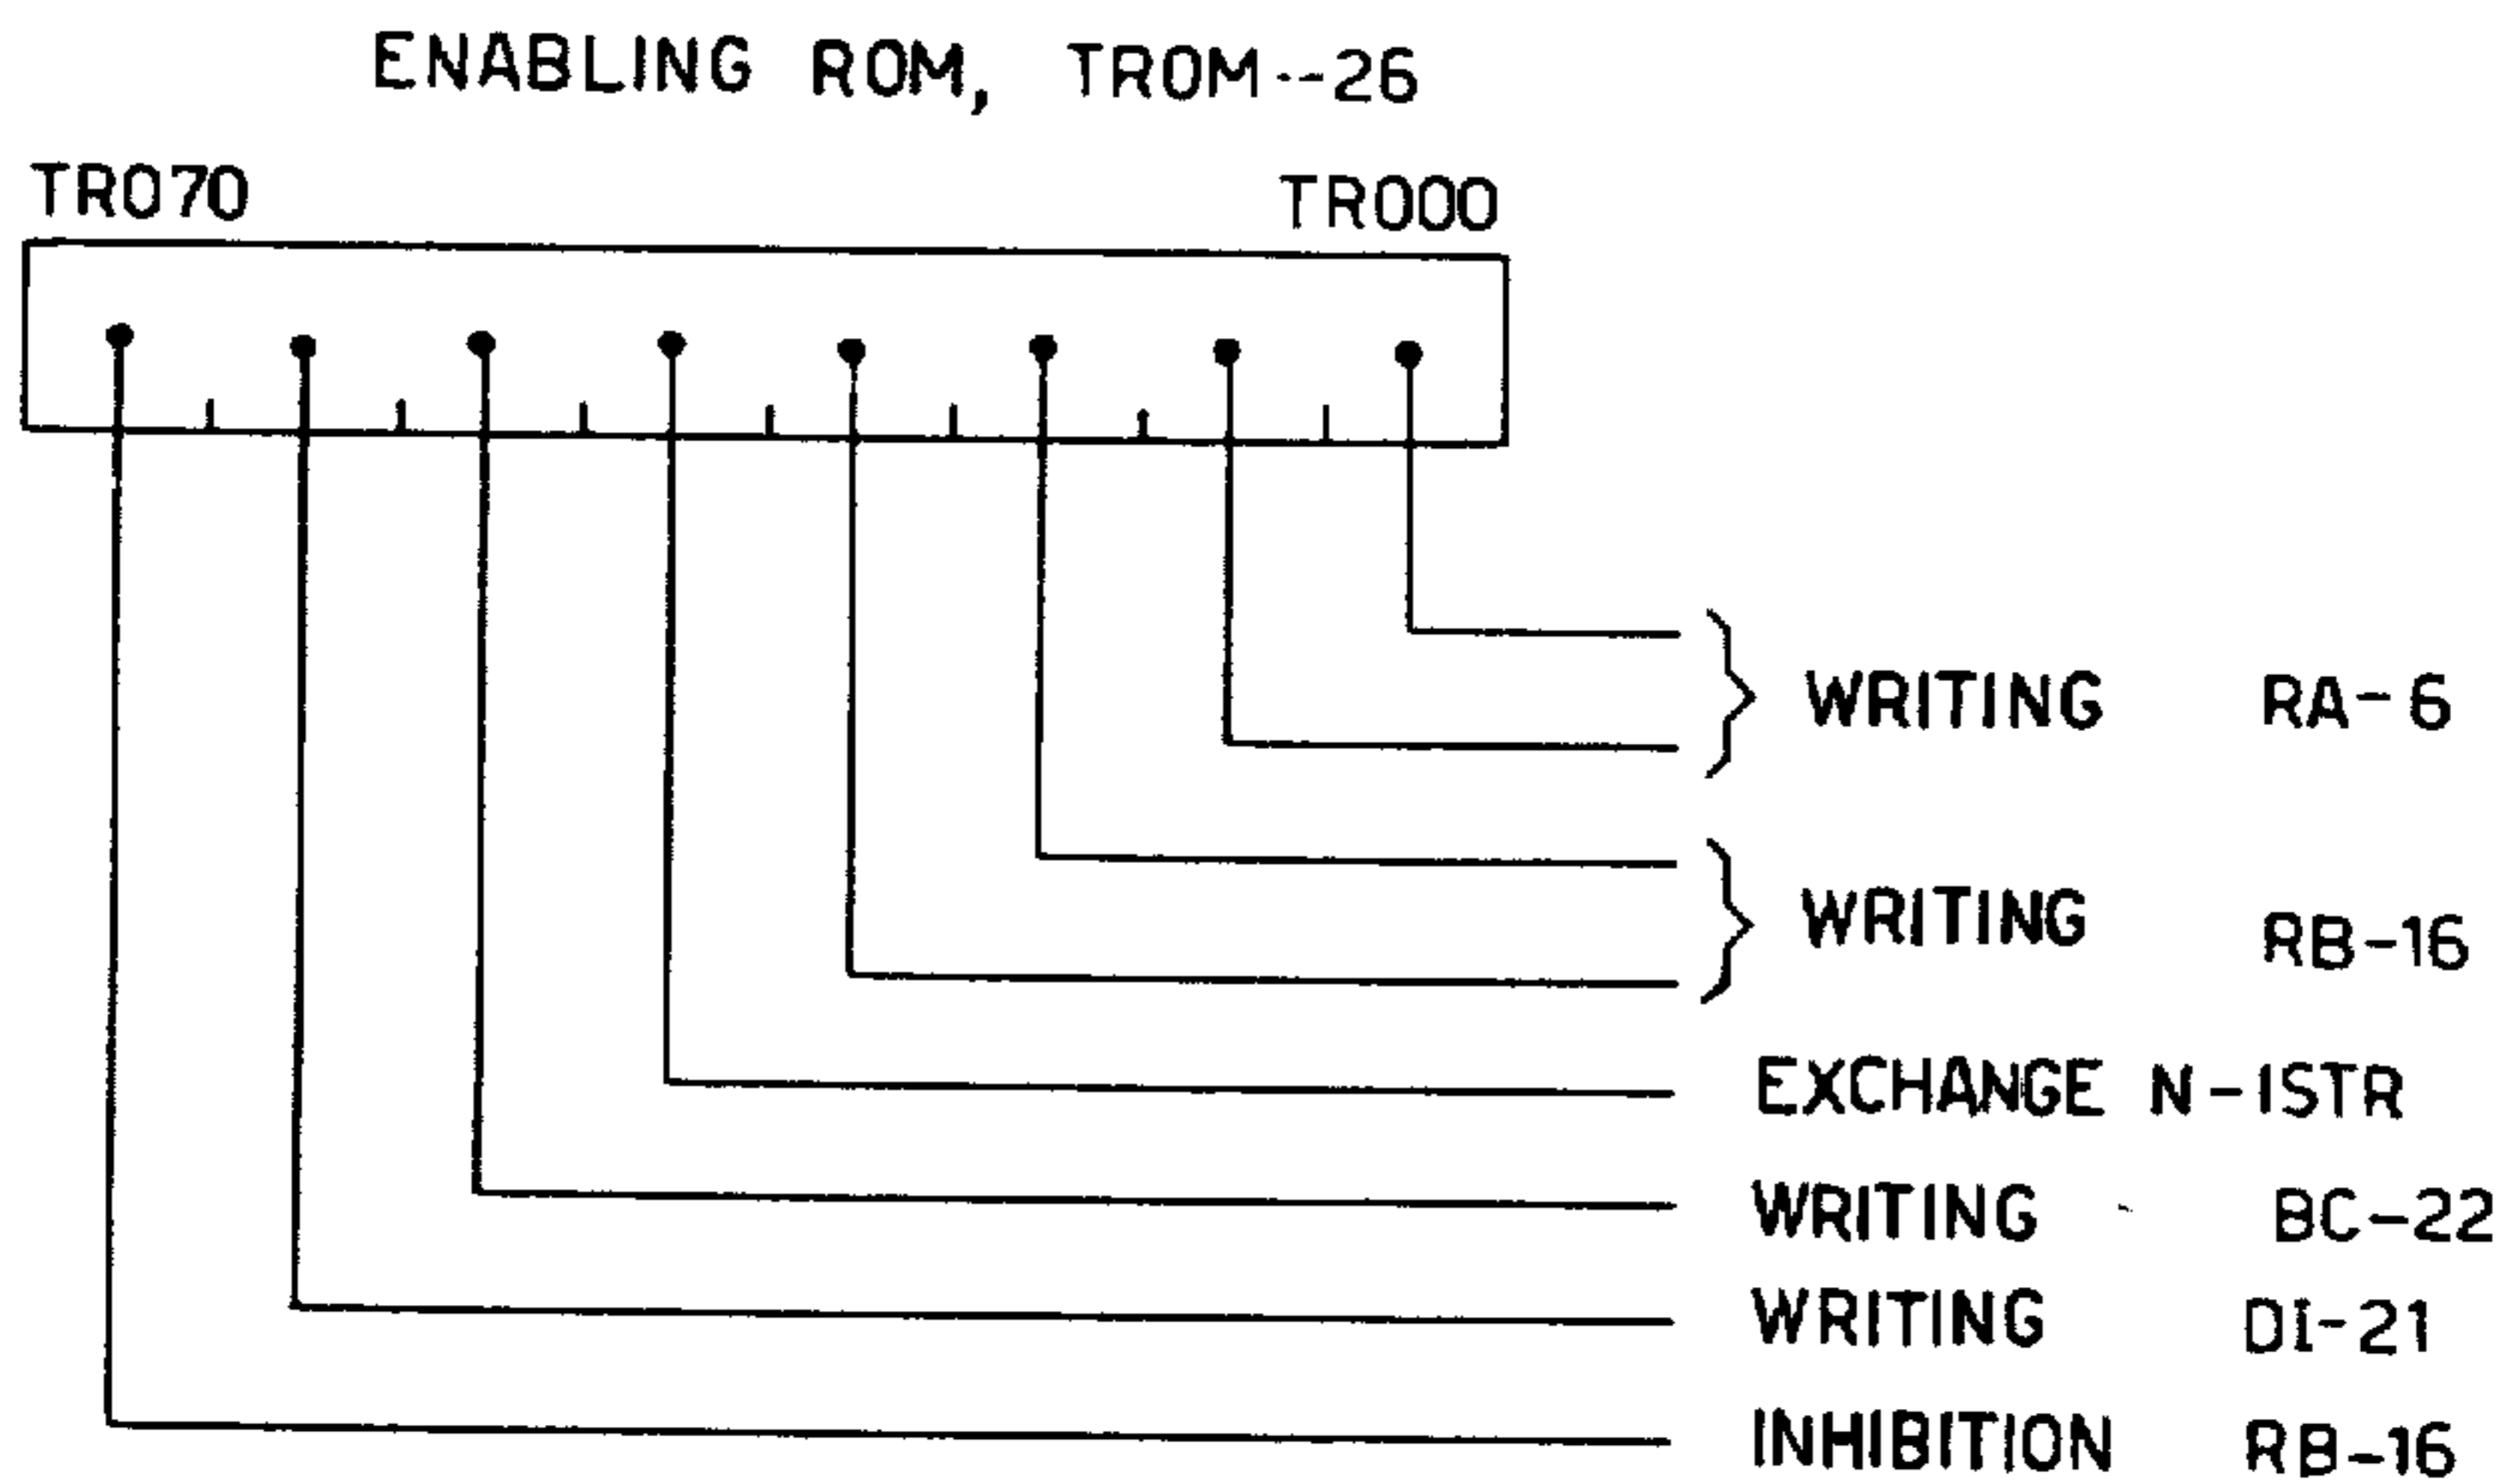 ENABLING ROM, TROM--26
TR070 TR000
WRITING RA-6
WRITING RB-16
EXCHANGE N-ISTR
WRITING BC-22
WRITING DI-21
INHIBITION RB-16